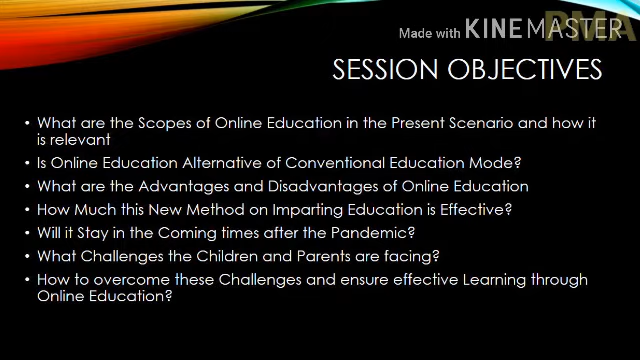 Made with KINEMASTER
PMA
SESSION OBJECTIVES
• What are the Scopes of Online Education in the Present Scenario and how it
is relevant
• Is Online Education Alternative of Conventional Education Mode?
• What are the Advantages and Disadvantages of Online Education
• How Much this New Method on Imparting Education is Effective?
• Will it Stay in the Coming times after the Pandemic?
• What Challenges the Children and Parents are facing?
• How to overcome these Challenges and ensure effective Learning through
Online Education?